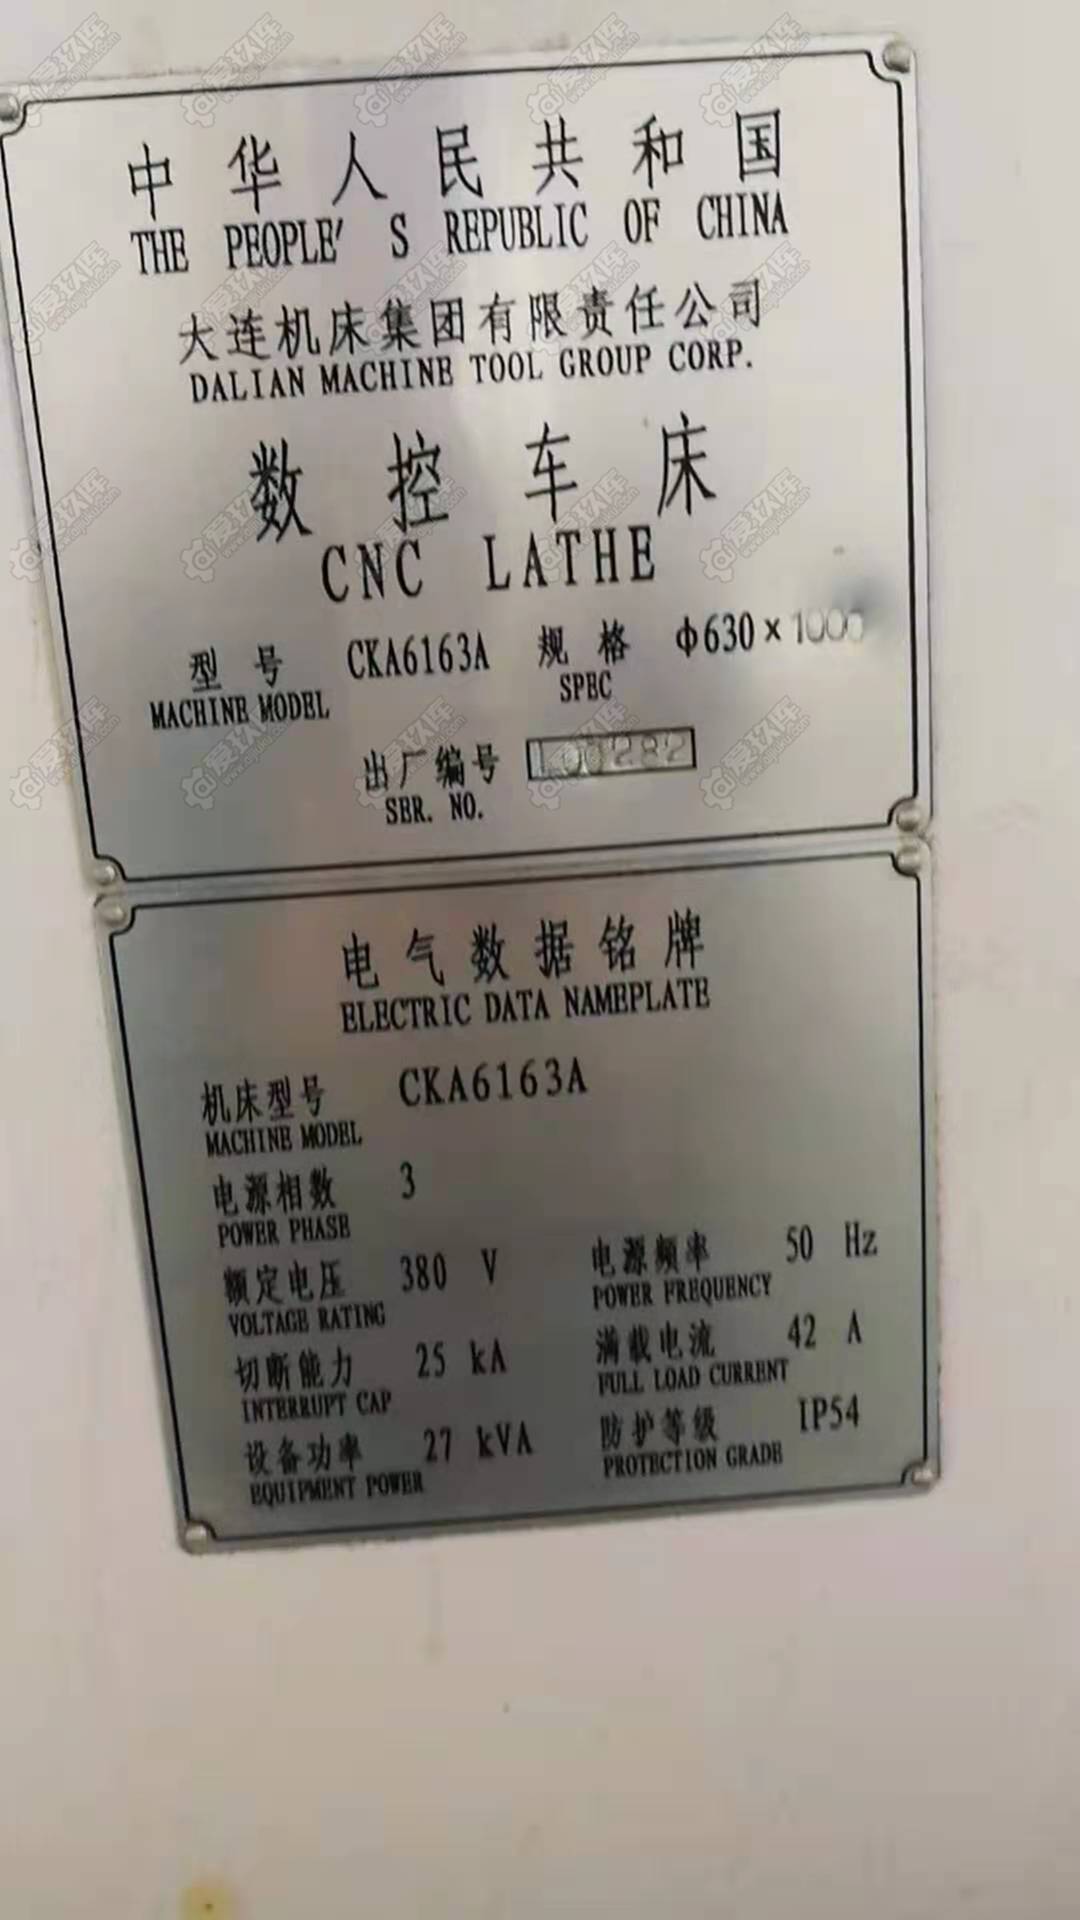 中华人民共和国
THE PEOPLE' S REPUBLIC OF CHINA
大连机床集团有限责任公司
DALIAN MACHINE TOOL GROUP CORP.
数控车床
CNC LATHE
型号 CKA6163A 规格 ф630×1000
MACHINE MODEL SPEC
出厂编号 L00282
SER. NO.
电气数据铭牌
ELECTRIC DATA NAMEPLATE
机床型号 CKA6163A
MACHINE MODEL
电源相数 3
POWER PHASE
额定电压 380 V 电源频率 50 Hz
VOLTAGE RATING POWER FREQUENCY
切断能力 25 kA 满载电流 42 A
INTERRUPT CAP FULL LOAD CURRENT
设备功率 27 kVA 防护等级 IP54
EQUIPMENT POWER PROTECTION GRADE